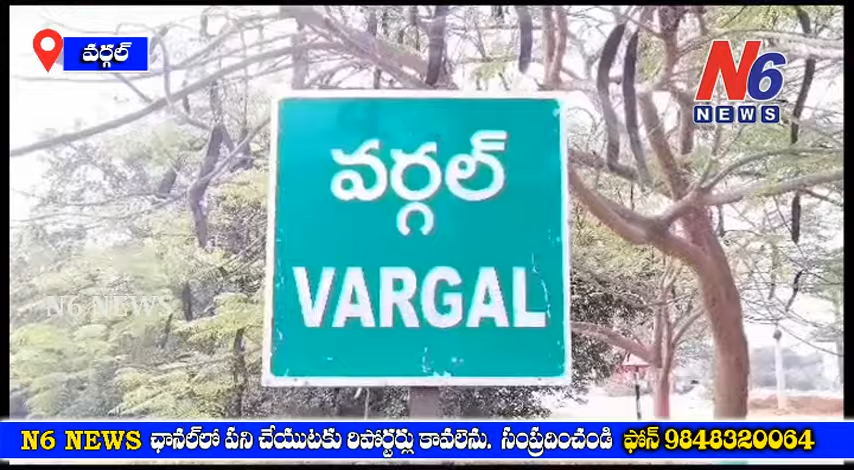 వర్గల్
N6
NEWS
వర్గల్
VARGAL
N6 NEWS
N6 NEWS ఛానల్‌లో పని చేయుటకు రిపోర్టర్లు కావలెను. సంప్రదించండి ఫోన్ 9848320064